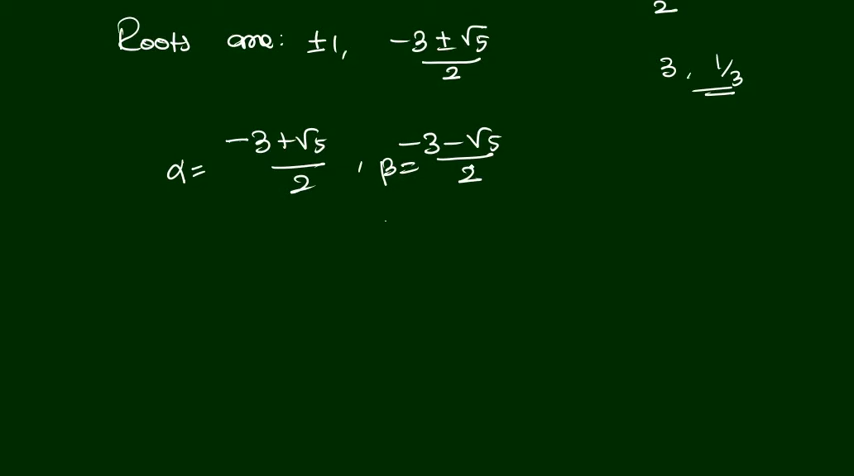 2
Roots are: ±1, (-3 ± √5)/2
3, 1/3
α = (-3+√5)/2, β = (-3-√5)/2